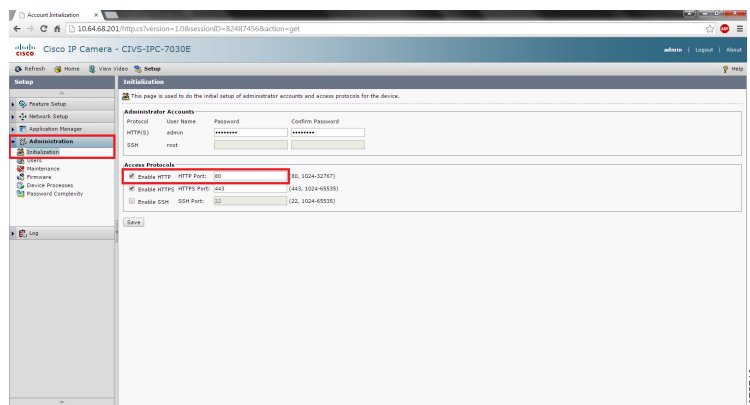 Account Initialization
10.64.68.201/http.cs?version=1.0&sessionID=82487456&action=get
CISCO Cisco IP Camera - CIVS-IPC-7030E
admin | Logout | About
Refresh Home View Video Setup Help
Setup
Feature Setup
Network Setup
Application Manager
Administration
Initialization
Users
Maintenance
Firmware
Device Processes
Password Complexity
Log
Initialization
This page is used to do the initial setup of administrator accounts and access protocols for the device.
Administrator Accounts
Protocol User Name Password Confirm Password
HTTP(S) admin •••••••• ••••••••
SSH root
Access Protocols
Enable HTTP HTTP Port: 80 (80, 1024-32767)
Enable HTTPS HTTPS Port: 443 (443, 1024-65535)
Enable SSH SSH Port: 22 (22, 1024-65535)
Save